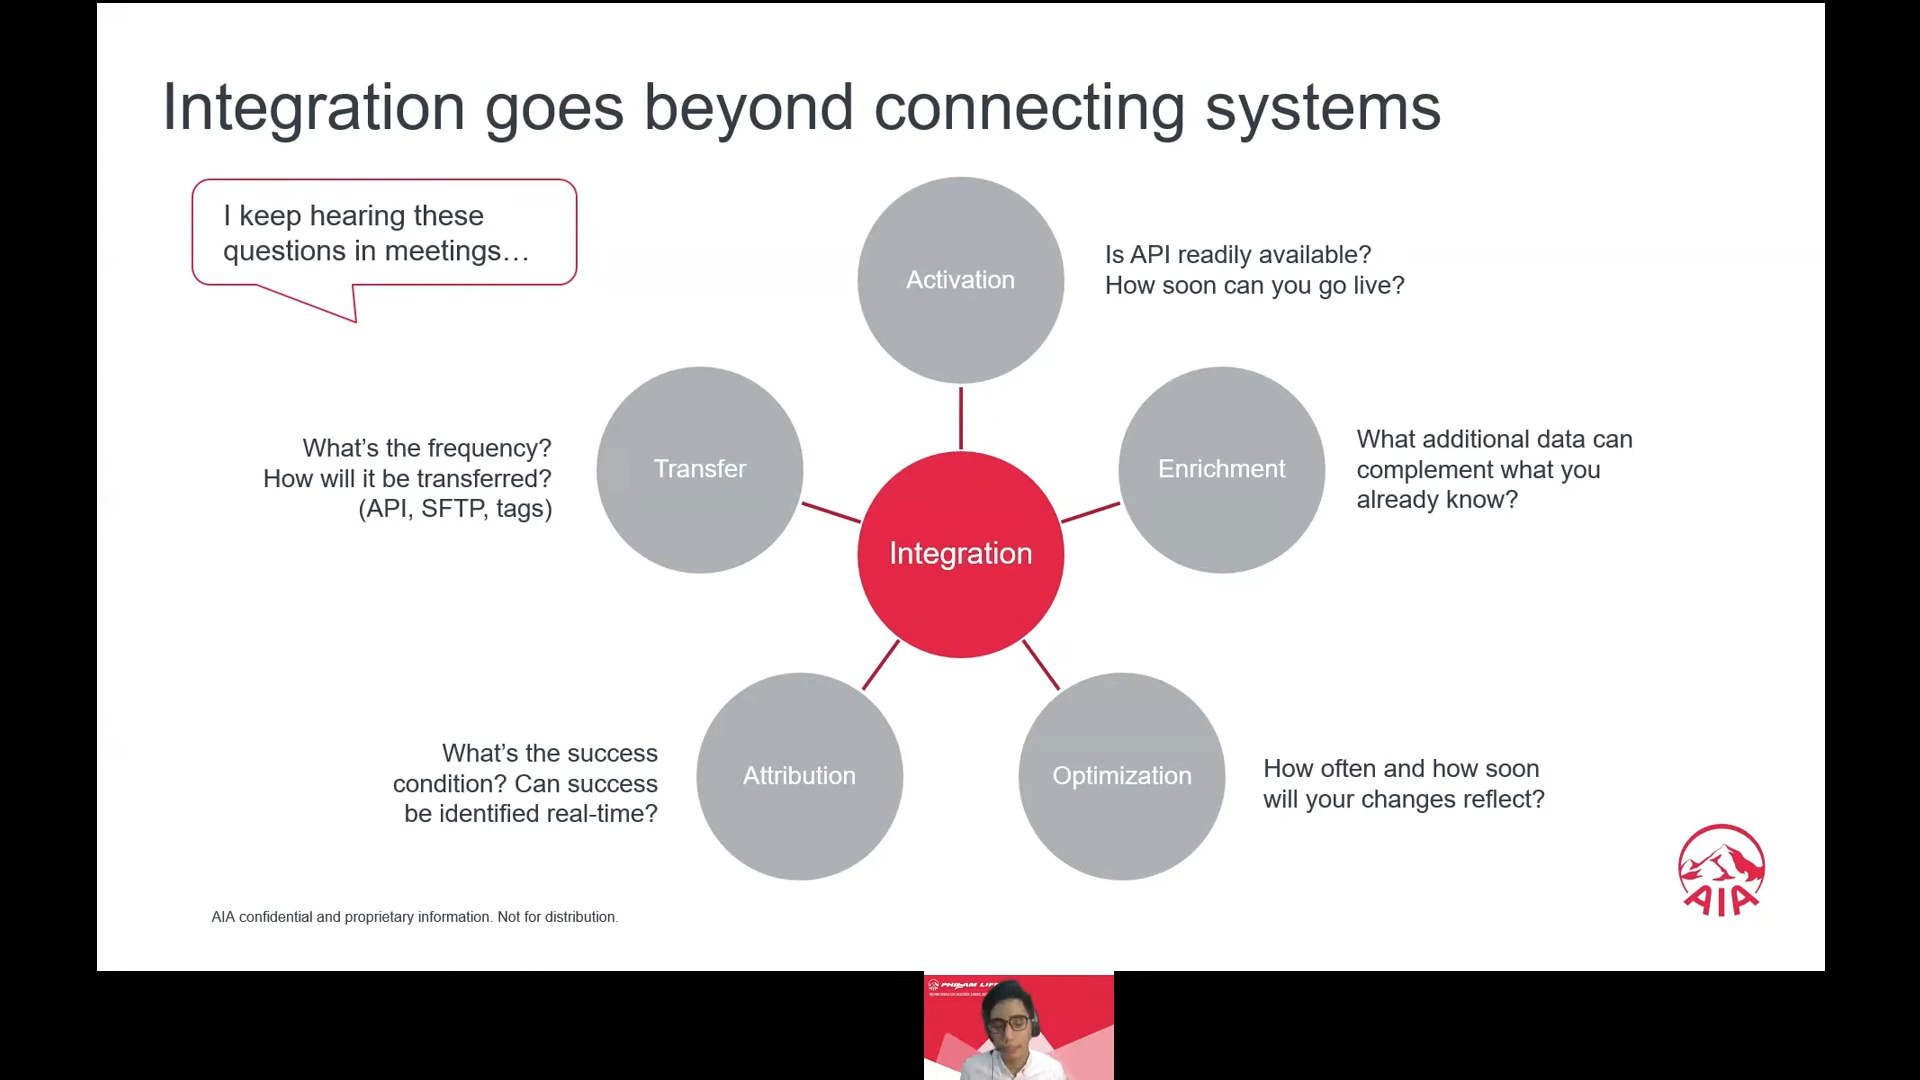 Integration goes beyond connecting systems
I keep hearing these
questions in meetings…
Activation
Is API readily available?
How soon can you go live?
What's the frequency?
How will it be transferred?
(API, SFTP, tags)
Transfer
Enrichment
What additional data can
complement what you
already know?
Integration
What's the success
condition? Can success
be identified real-time?
Attribution
Optimization
How often and how soon
will your changes reflect?
AIA
AIA confidential and proprietary information. Not for distribution.